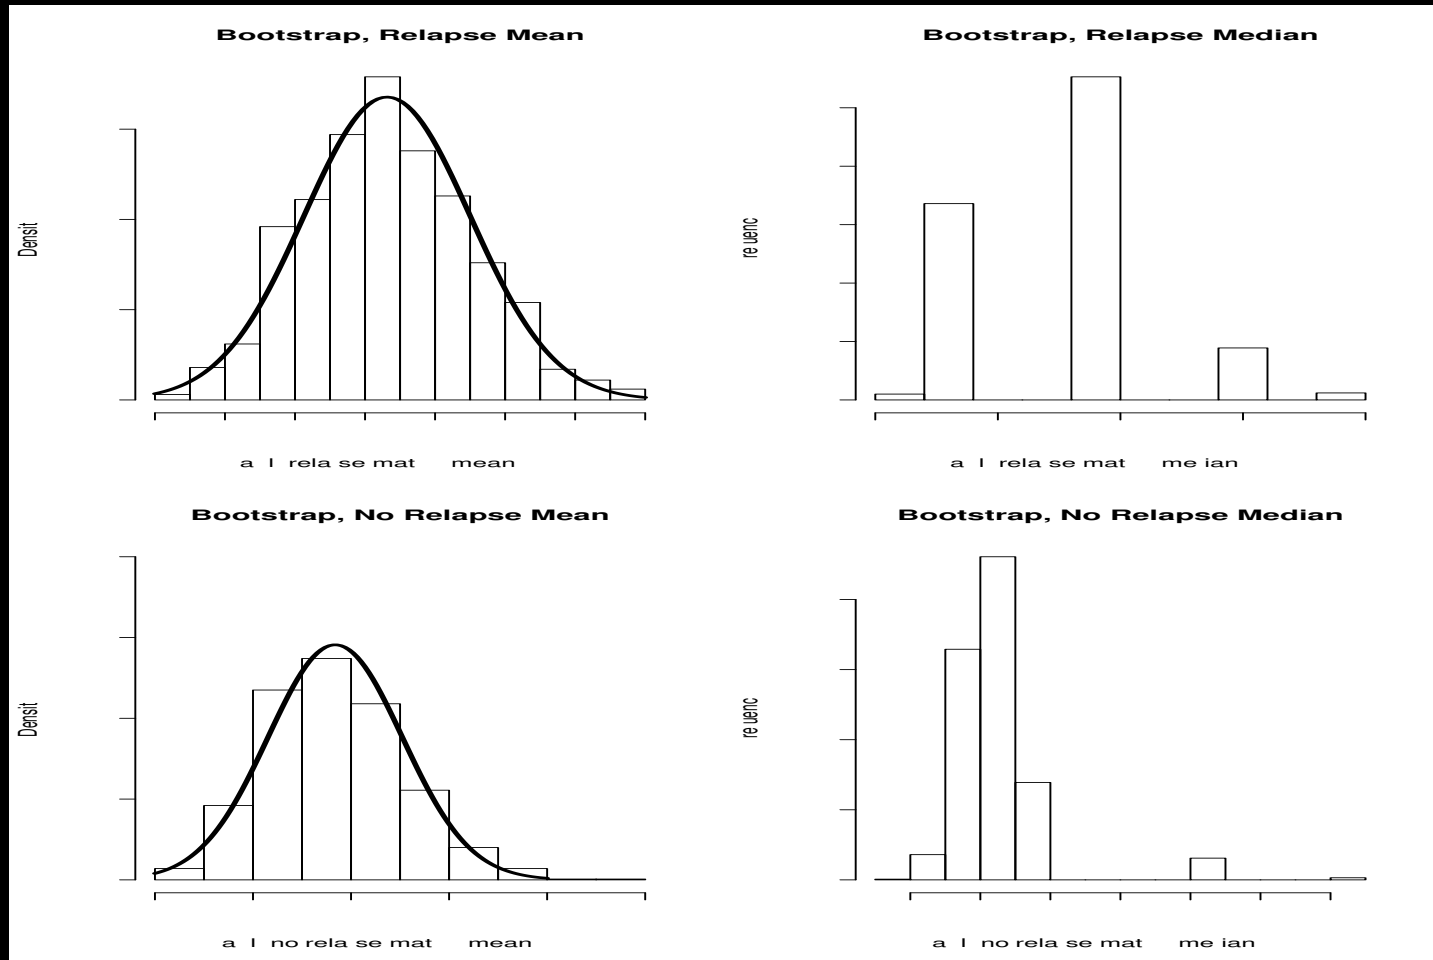 Bootstrap, Relapse Mean
Densit
a l rela se mat mean
Bootstrap, Relapse Median
re uenc
a l rela se mat me ian
Bootstrap, No Relapse Mean
Densit
a l no rela se mat mean
Bootstrap, No Relapse Median
re uenc
a l no rela se mat me ian